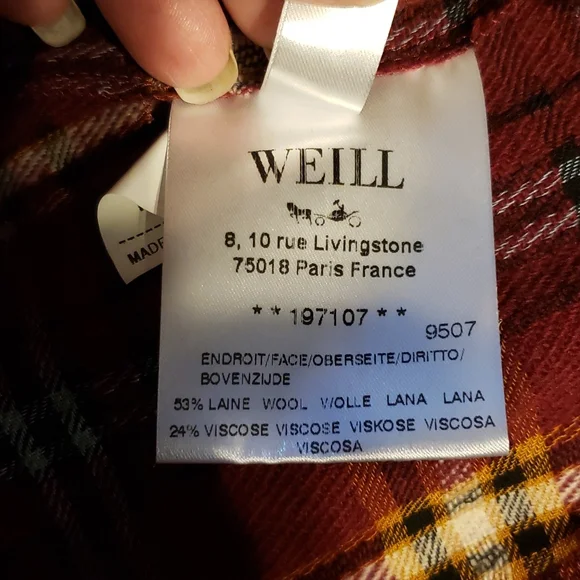 WEILL
8, 10 rue Livingstone
75018 Paris France
* * 197107 * *
9507
ENDROIT/FACE/OBERSEITE/DIRITTO/
BOVENZIJDE
53% LAINE WOOL WOLLE LANA LANA
24% VISCOSE VISCOSE VISKOSE VISCOSA
VISCOSA
MADE